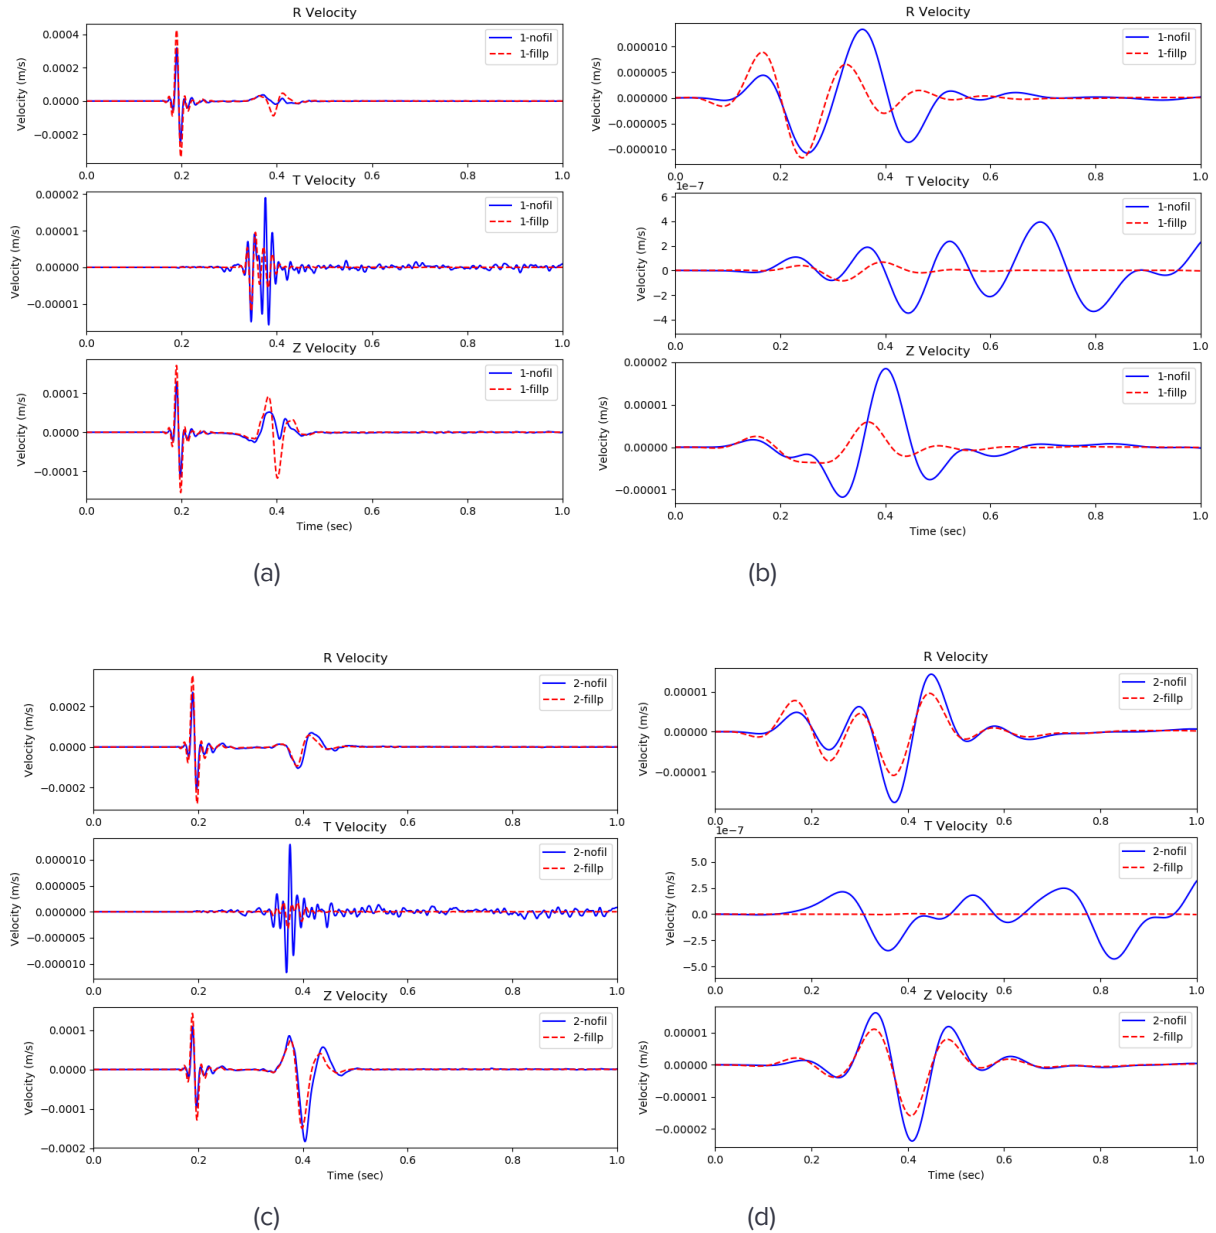 R Velocity
Velocity (m/s)
0.0004
0.0002
0.0000
−0.0002
1-nofil
1-fillp
0.0 0.2 0.4 0.6 0.8 1.0
T Velocity
Velocity (m/s)
0.00002
0.00001
0.00000
−0.00001
1-nofil
1-fillp
0.0 0.2 0.4 0.6 0.8 1.0
Z Velocity
Velocity (m/s)
0.0001
0.0000
−0.0001
1-nofil
1-fillp
0.0 0.2 0.4 0.6 0.8 1.0
Time (sec)
(a)
R Velocity
Velocity (m/s)
0.000010
0.000005
0.000000
−0.000005
−0.000010
1-nofil
1-fillp
0.0 0.2 0.4 0.6 0.8 1.0
1e−7
T Velocity
Velocity (m/s)
6
4
2
0
−2
−4
1-nofil
1-fillp
0.0 0.2 0.4 0.6 0.8 1.0
Z Velocity
Velocity (m/s)
0.00002
0.00001
0.00000
−0.00001
1-nofil
1-fillp
0.0 0.2 0.4 0.6 0.8 1.0
Time (sec)
(b)
R Velocity
Velocity (m/s)
0.0002
0.0000
−0.0002
2-nofil
2-fillp
0.0 0.2 0.4 0.6 0.8 1.0
T Velocity
Velocity (m/s)
0.000010
0.000005
0.000000
−0.000005
−0.000010
2-nofil
2-fillp
0.0 0.2 0.4 0.6 0.8 1.0
Z Velocity
Velocity (m/s)
0.0001
0.0000
−0.0001
−0.0002
2-nofil
2-fillp
0.0 0.2 0.4 0.6 0.8 1.0
Time (sec)
(c)
R Velocity
Velocity (m/s)
0.00001
0.00000
−0.00001
2-nofil
2-fillp
0.0 0.2 0.4 0.6 0.8 1.0
1e−7
T Velocity
Velocity (m/s)
5.0
2.5
0.0
−2.5
−5.0
2-nofil
2-fillp
0.0 0.2 0.4 0.6 0.8 1.0
Z Velocity
Velocity (m/s)
0.00001
0.00000
−0.00001
−0.00002
2-nofil
2-fillp
0.0 0.2 0.4 0.6 0.8 1.0
Time (sec)
(d)